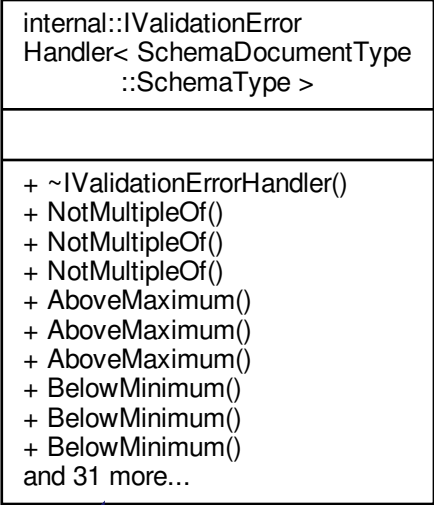 internal::IValidationError
Handler< SchemaDocumentType
::SchemaType >
+ ~IValidationErrorHandler()
+ NotMultipleOf()
+ NotMultipleOf()
+ NotMultipleOf()
+ AboveMaximum()
+ AboveMaximum()
+ AboveMaximum()
+ BelowMinimum()
+ BelowMinimum()
+ BelowMinimum()
and 31 more...